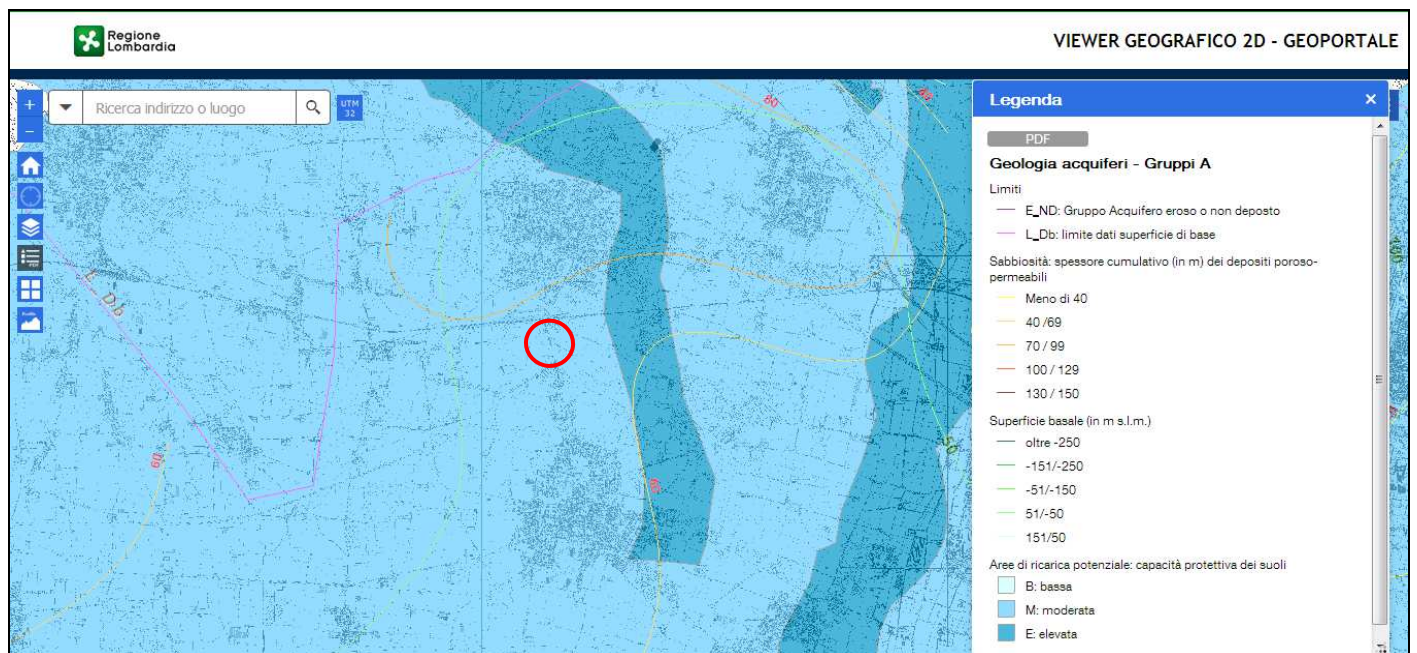 Regione
Lombardia
VIEWER GEOGRAFICO 2D - GEOPORTALE
+
−
Ricerca indirizzo o luogo
UTM
32
Legenda
×
PDF
Geologia acquiferi - Gruppi A
Limiti
E_ND: Gruppo Acquifero eroso o non deposto
L_Db: limite dati superficie di base
Sabbiosità: spessore cumulativo (in m) dei depositi poroso-
permeabili
Meno di 40
40 /69
70 / 99
100 / 129
130 / 150
Superficie basale (in m s.l.m.)
oltre -250
-151/-250
-51/-150
51/-50
151/50
Aree di ricarica potenziale: capacità protettiva dei suoli
B: bassa
M: moderata
E: elevata
80
L_Db
60